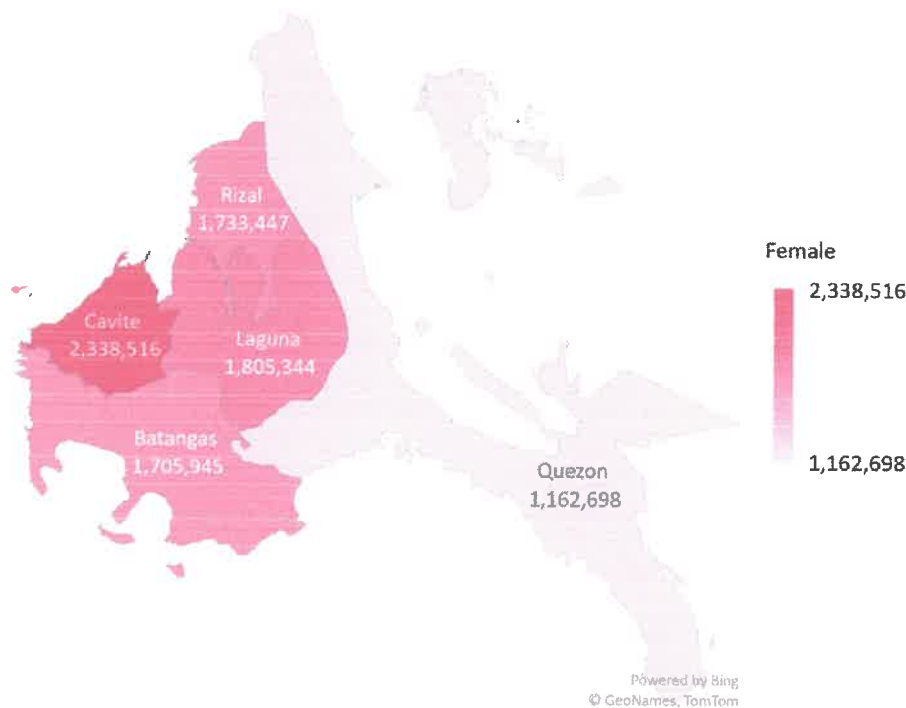 Rizal
1,733,447
Female
2,338,516
Cavite
2,338,516
Laguna
1,805,344
Batangas
1,705,945
Quezon
1,162,698
1,162,698
Powered by Bing
© GeoNames, TomTom